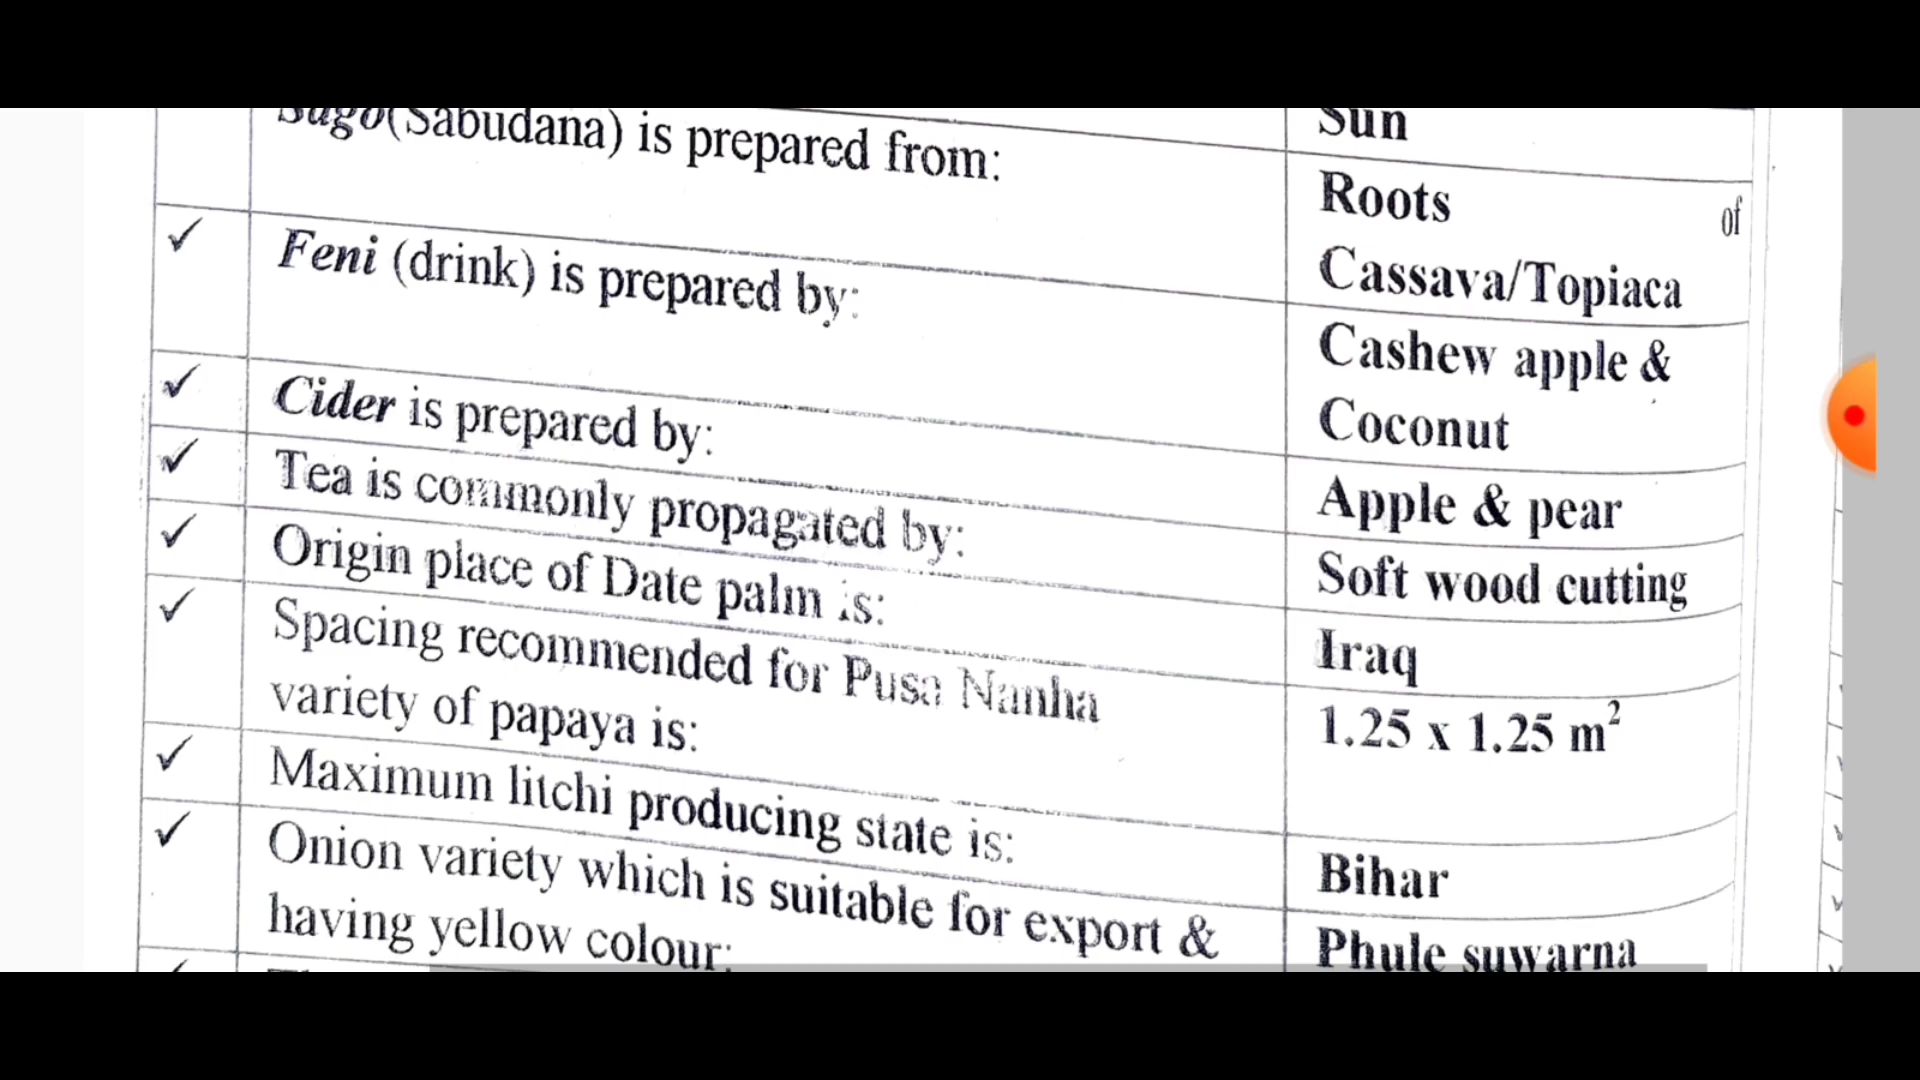 Sun
Sago(Sabudana) is prepared from:
Roots of
Cassava/Topiaca
✓ Feni (drink) is prepared by:
Cashew apple &
Coconut
✓ Cider is prepared by:
Apple & pear
✓ Tea is commonly propagated by:
Soft wood cutting
✓ Origin place of Date palm is:
Iraq
✓ Spacing recommended for Pusa Nanha
variety of papaya is:
1.25 x 1.25 m²
✓ Maximum litchi producing state is:
Bihar
✓ Onion variety which is suitable for export &
having yellow colour:
Phule suwarna